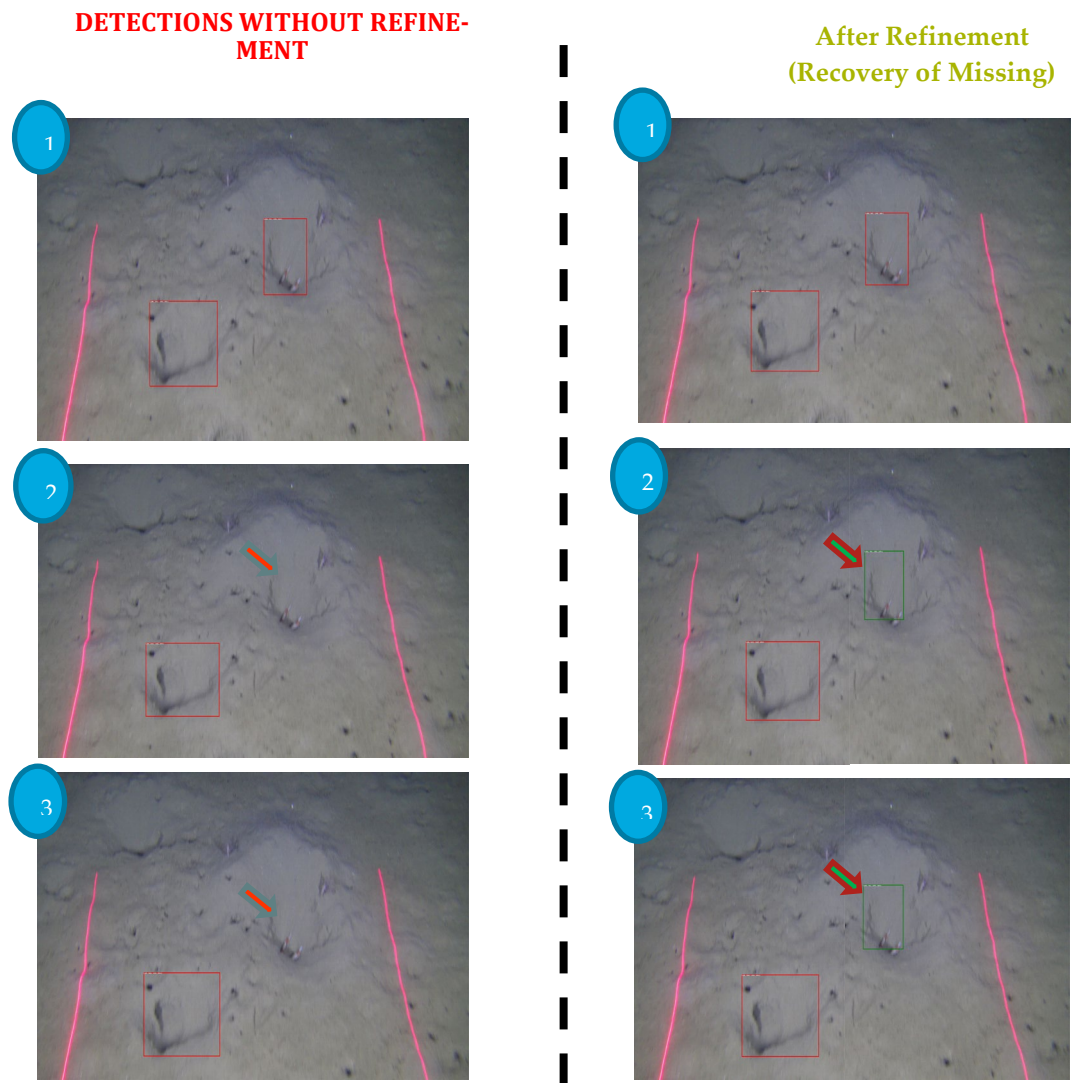 DETECTIONS WITHOUT REFINE-
MENT
After Refinement
(Recovery of Missing)
1
1
2
2
3
3